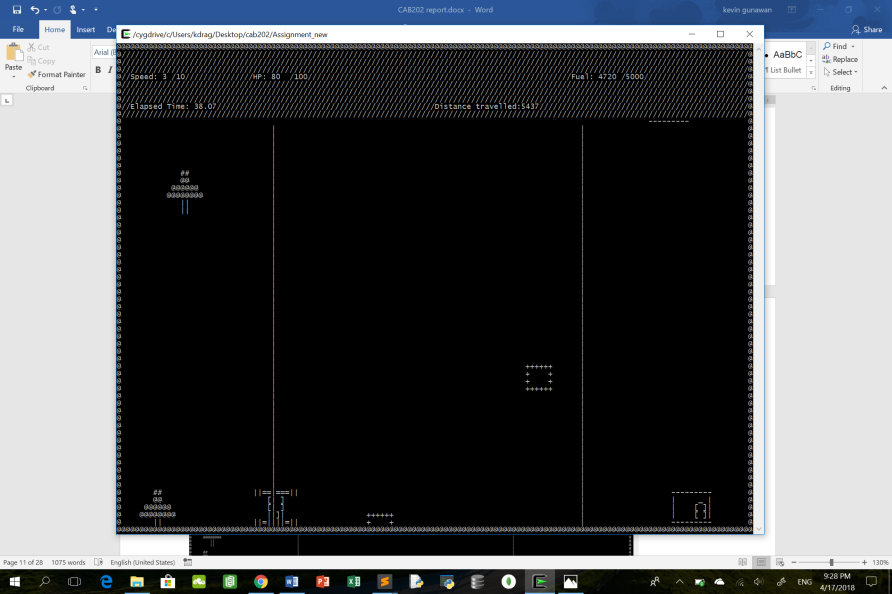 CAB202 report.docx - Word
kevin gunawan
File Home Insert
Share
Paste
Cut
Copy
Format Painter
Clipboard
B I
/cygdrive/c/Users/kdrag/Desktop/cab202/Assignment_new
Speed: 3 /10 HP: 80 /100 Fuel: 4720 /5000
Elapsed Time: 38.07 Distance travelled:5437
AaBbC
1 List Bullet
Find
Replace
Select
Editing
Page 11 of 28 1075 words English (United States) 130%
ENG
9:28 PM
4/17/2018